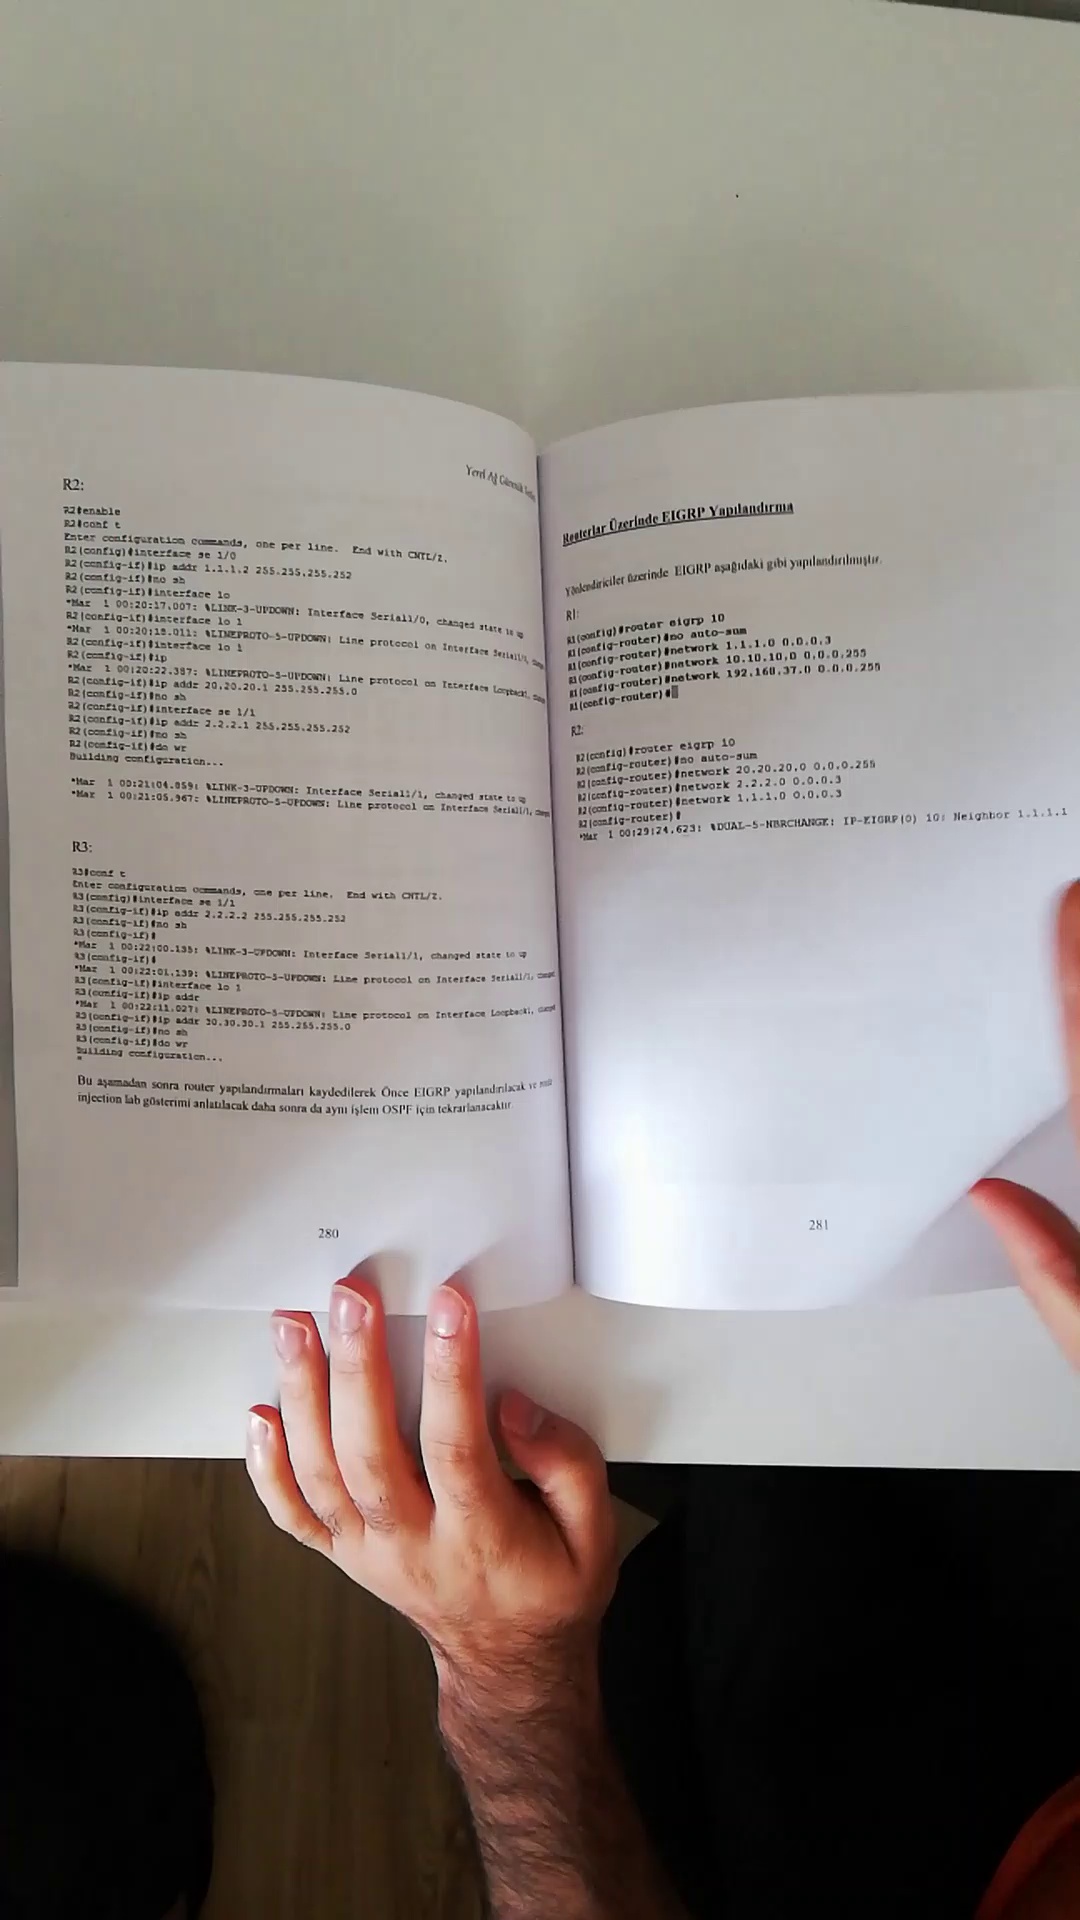 Yerel Ağ Güvenlik
R2:
R2#enable
R2#conf t
Enter configuration commands, one per line.  End with CNTL/Z.
R2(config)#interface se 1/0
R2(config-if)#ip addr 1.1.1.2 255.255.255.252
R2(config-if)#no sh
R2(config-if)#interface lo
*Mar  1 00:20:17.007: %LINK-3-UPDOWN: Interface Serial1/0, changed state to up
R2(config-if)#interface lo 1
*Mar  1 00:20:18.011: %LINEPROTO-5-UPDOWN: Line protocol on Interface
R2(config-if)#interface lo 1
R2(config-if)#ip
*Mar  1 00:20:22.387: %LINEPROTO-5-UPDOWN: Line protocol on Interface Loopback1,
R2(config-if)#ip addr 20.20.20.1 255.255.255.0
R2(config-if)#no sh
R2(config-if)#interface se 1/1
R2(config-if)#ip addr 2.2.2.1 255.255.255.252
R2(config-if)#no sh
R2(config-if)#do wr
Building configuration...
*Mar  1 00:21:04.859: %LINK-3-UPDOWN: Interface Serial1/1, changed state to up
*Mar  1 00:21:05.967: %LINEPROTO-5-UPDOWN: Line protocol on Interface Serial1/1,
R3:
R3#conf t
Enter configuration commands, one per line.  End with CNTL/Z.
R3(config)#interface se 1/1
R3(config-if)#ip addr 2.2.2.2 255.255.255.252
R3(config-if)#no sh
R3(config-if)#
*Mar  1 00:22:00.135: %LINK-3-UPDOWN: Interface Serial1/1, changed state to up
R3(config-if)#
*Mar  1 00:22:01.139: %LINEPROTO-5-UPDOWN: Line protocol on Interface Serial1/1,
R3(config-if)#interface lo 1
R3(config-if)#ip addr
*Mar  1 00:22:11.027: %LINEPROTO-5-UPDOWN: Line protocol on Interface Loopback1,
R3(config-if)#ip addr 30.30.30.1 255.255.255.0
R3(config-if)#no sh
R3(config-if)#do wr
Building configuration...
Bu aşamadan sonra router yapılandırmaları kaydedilerek Önce EIGRP yapılandırılacak ve
injection lab gösterimi anlatılacak daha sonra da aynı işlem OSPF için tekrarlanacaktır.
280
Routerlar Üzerinde EIGRP Yapılandırma
Yönlendiriciler üzerinde EIGRP aşağıdaki gibi yapılandırılmıştır.
R1:
R1(config)#router eigrp 10
R1(config-router)#no auto-sum
R1(config-router)#network 1.1.1.0 0.0.0.3
R1(config-router)#network 10.10.10.0 0.0.0.255
R1(config-router)#network 192.168.37.0 0.0.0.255
R1(config-router)#
R2:
R2(config)#router eigrp 10
R2(config-router)#no auto-sum
R2(config-router)#network 20.20.20.0 0.0.0.255
R2(config-router)#network 2.2.2.0 0.0.0.3
R2(config-router)#network 1.1.1.0 0.0.0.3
R2(config-router)#
*Mar  1 00:29:24.623: %DUAL-5-NBRCHANGE: IP-EIGRP(0) 10: Neighbor 1.1.1.1
281